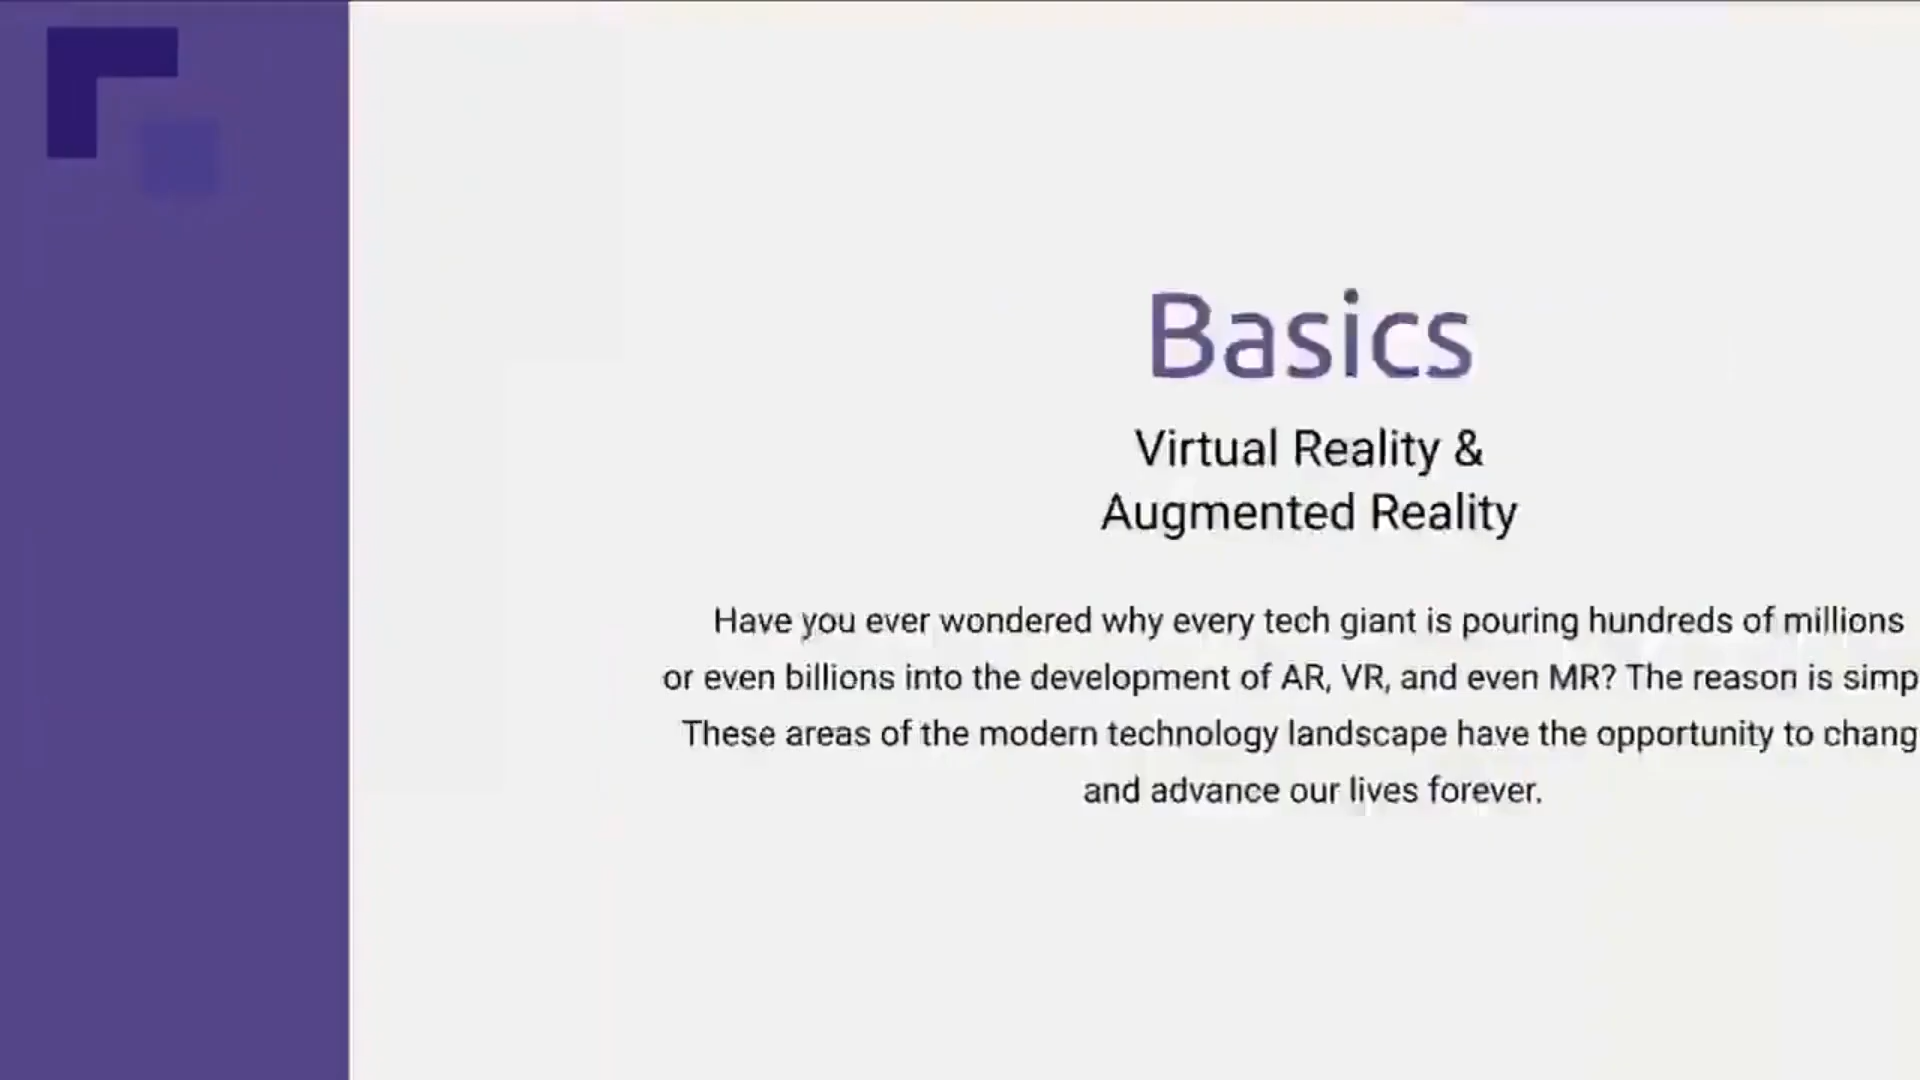 Basics
Virtual Reality &
Augmented Reality
Have you ever wondered why every tech giant is pouring hundreds of millions
or even billions into the development of AR, VR, and even MR? The reason is simp
These areas of the modern technology landscape have the opportunity to chang
and advance our lives forever.